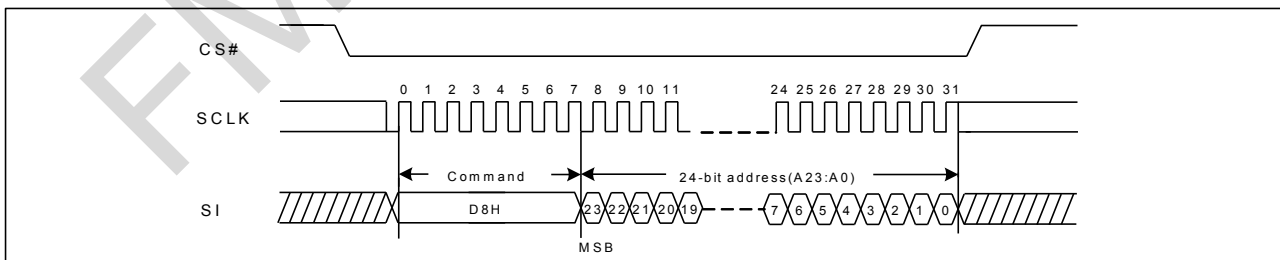 CS#
0 1 2 3 4 5 6 7 8 9 10 11 24 25 26 27 28 29 30 31
SCLK
Command 24-bit address(A23:A0)
SI D8H 23 22 21 20 19 7 6 5 4 3 2 1 0
MSB